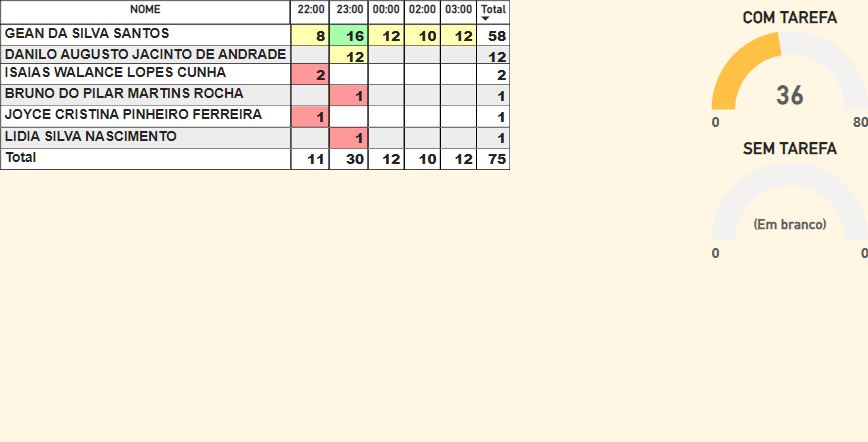 NOME 22:00 23:00 00:00 02:00 03:00 Total
GEAN DA SILVA SANTOS 8 16 12 10 12 58
DANILO AUGUSTO JACINTO DE ANDRADE 12 12
ISAIAS WALANCE LOPES CUNHA 2 2
BRUNO DO PILAR MARTINS ROCHA 1 1
JOYCE CRISTINA PINHEIRO FERREIRA 1 1
LIDIA SILVA NASCIMENTO 1 1
Total 11 30 12 10 12 75
COM TAREFA
36
0 80
SEM TAREFA
(Em branco)
0 0